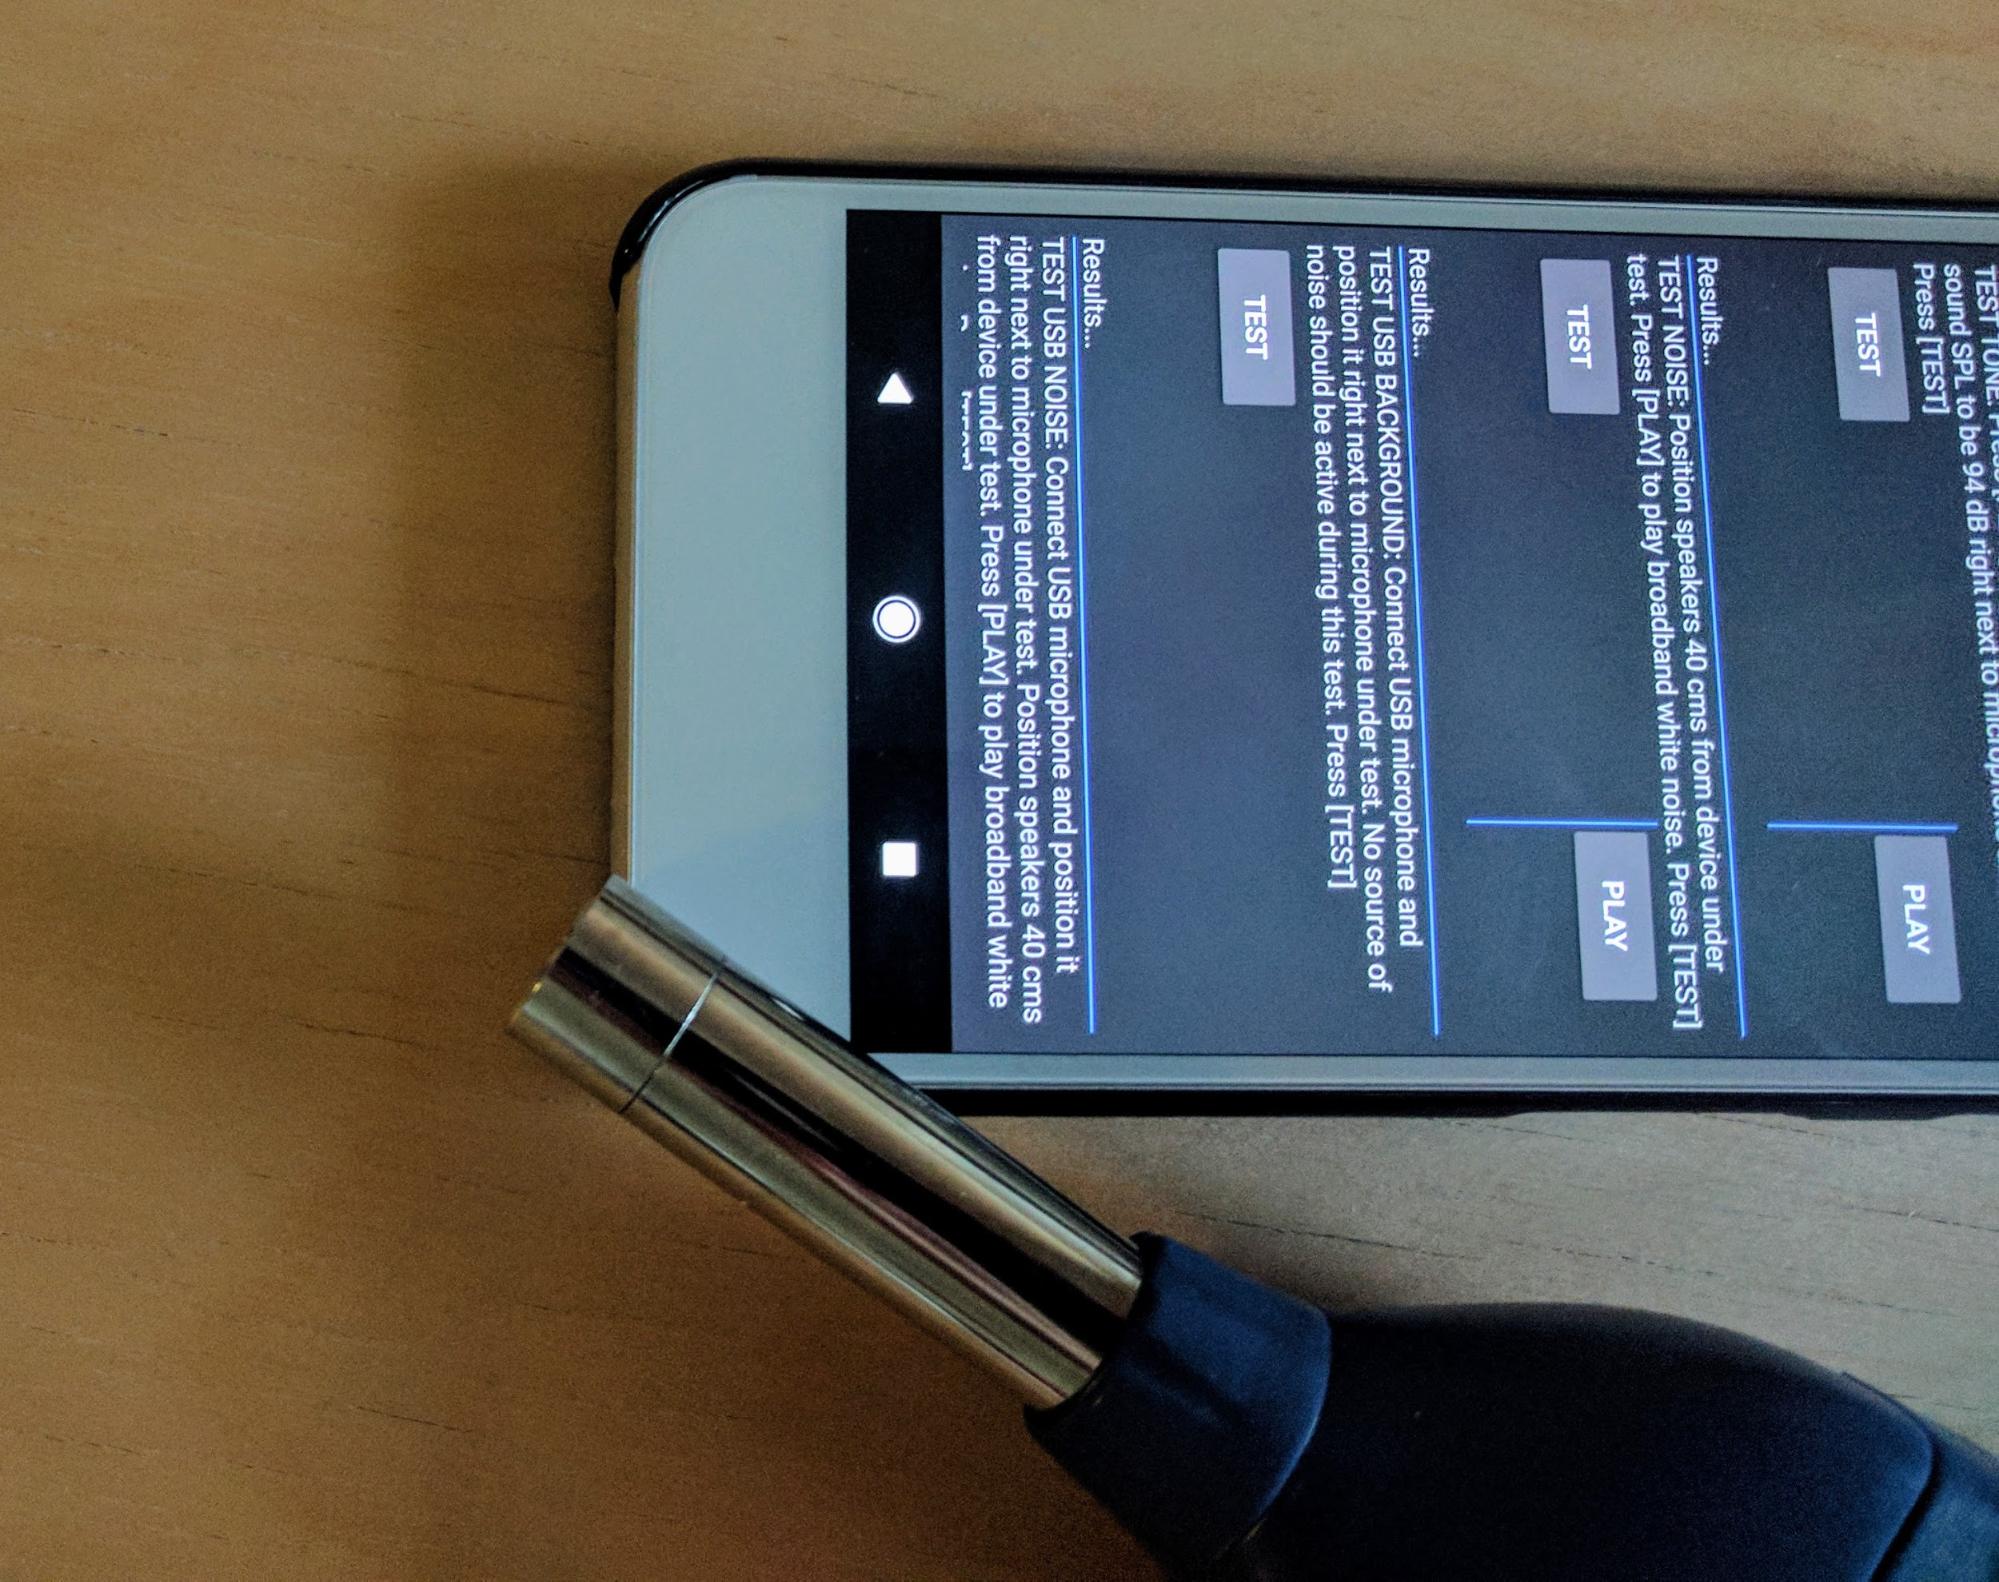 TEST TONE: Press
sound SPL to be 94 dB right next to
Press [TEST]
PLAY
TEST
Results...
TEST NOISE: Position speakers 40 cms from device under
test. Press [PLAY] to play broadband white noise. Press [TEST]
PLAY
TEST
Results...
TEST USB BACKGROUND: Connect USB microphone and
position it right next to microphone under test. No source of
noise should be active during this test. Press [TEST]
TEST
Results...
TEST USB NOISE: Connect USB microphone and position it
right next to microphone under test. Position speakers 40 cms
from device under test. Press [PLAY] to play broadband white